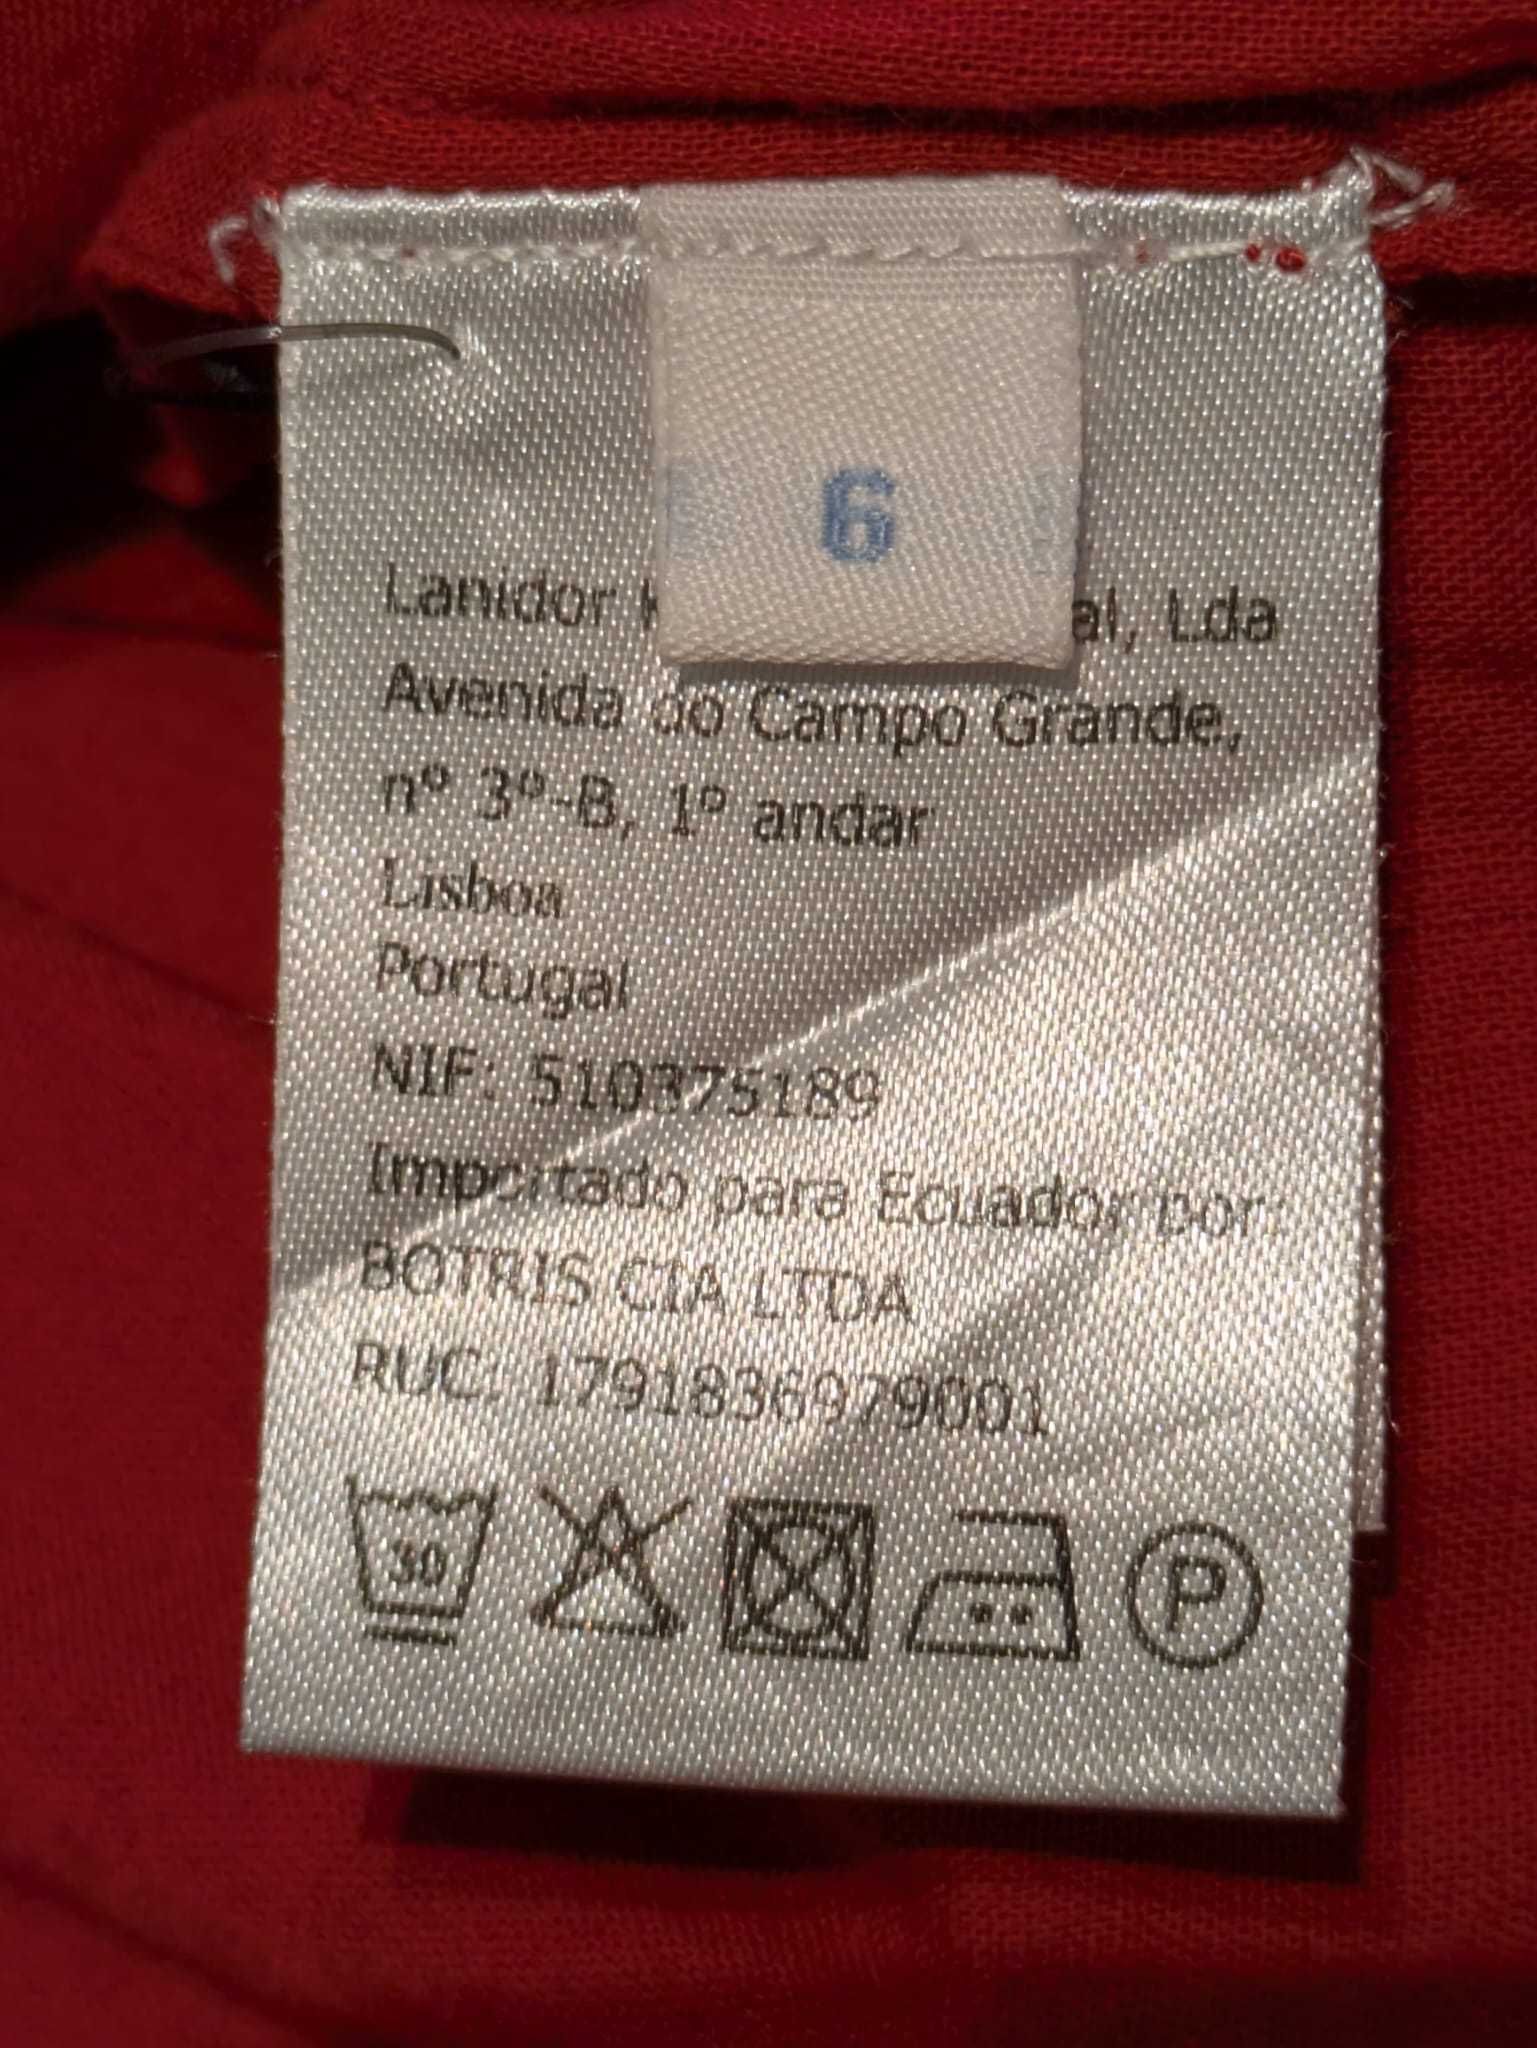 6
Lanidor al, Lda
Avenida do Campo Grande,
nº 3º-B, 1º andar
Lisboa
Portugal
NIF: 510375189
Importado para Ecuador por:
BOTRIS CIA LTDA
RUC: 1791836979001
30
P